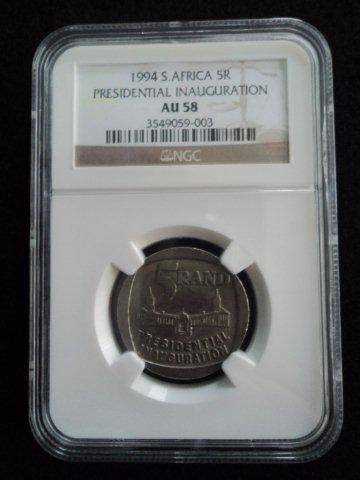 1994 S.AFRICA 5R
PRESIDENTIAL INAUGURATION
AU 58
3549059-003
NGC
5 RAND
PRESIDENTIAL
INAUGURATION